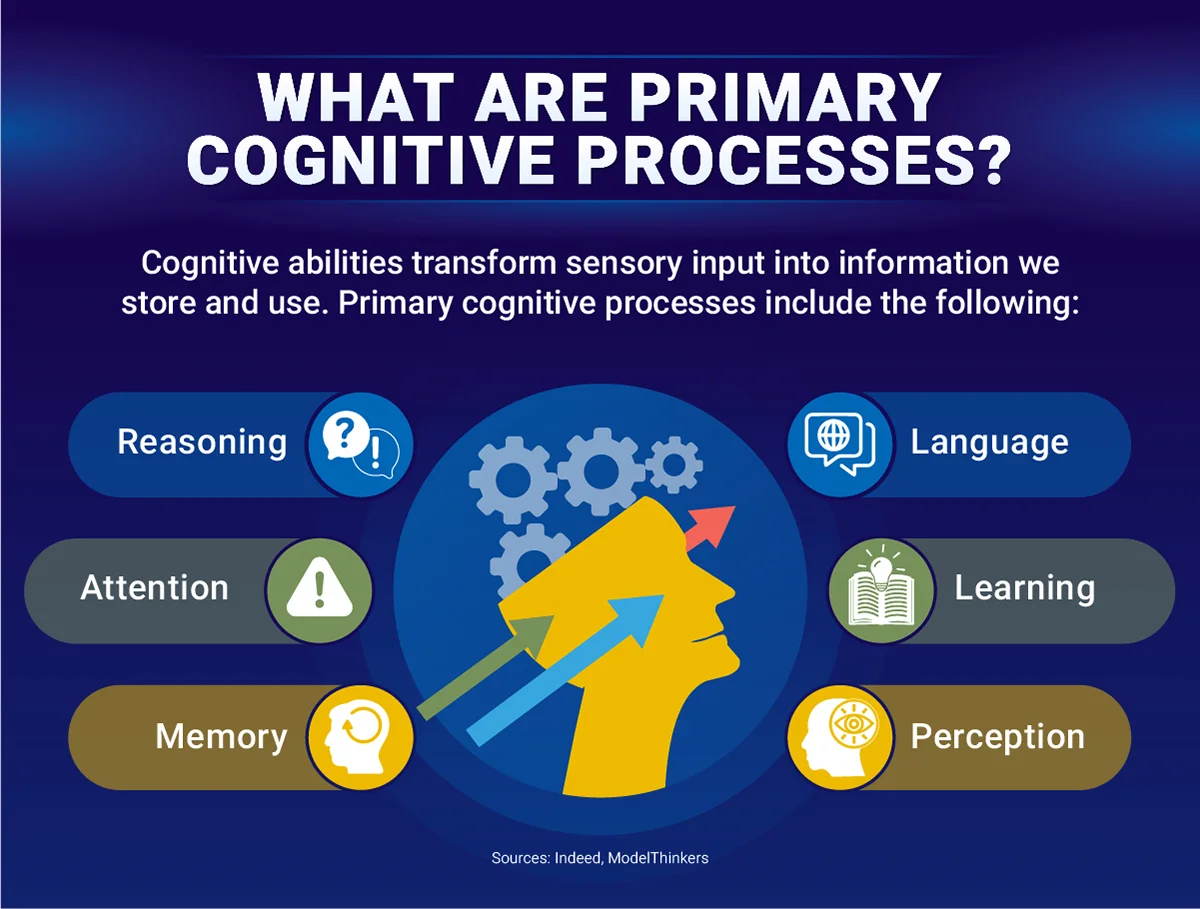 WHAT ARE PRIMARY
COGNITIVE PROCESSES?
Cognitive abilities transform sensory input into information we
store and use. Primary cognitive processes include the following:
Reasoning
Attention
Memory
Language
Learning
Perception
Sources: Indeed, ModelThinkers